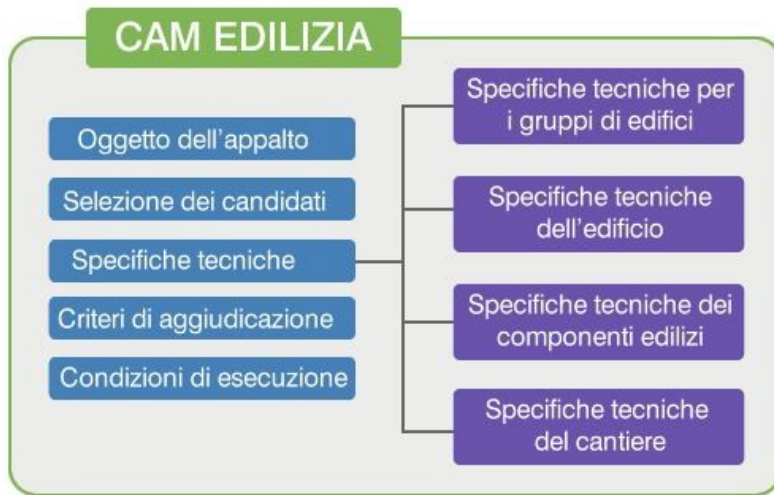 CAM EDILIZIA
Oggetto dell'appalto
Selezione dei candidati
Specifiche tecniche
Criteri di aggiudicazione
Condizioni di esecuzione
Specifiche tecniche per
i gruppi di edifici
Specifiche tecniche
dell'edificio
Specifiche tecniche dei
componenti edilizi
Specifiche tecniche
del cantiere